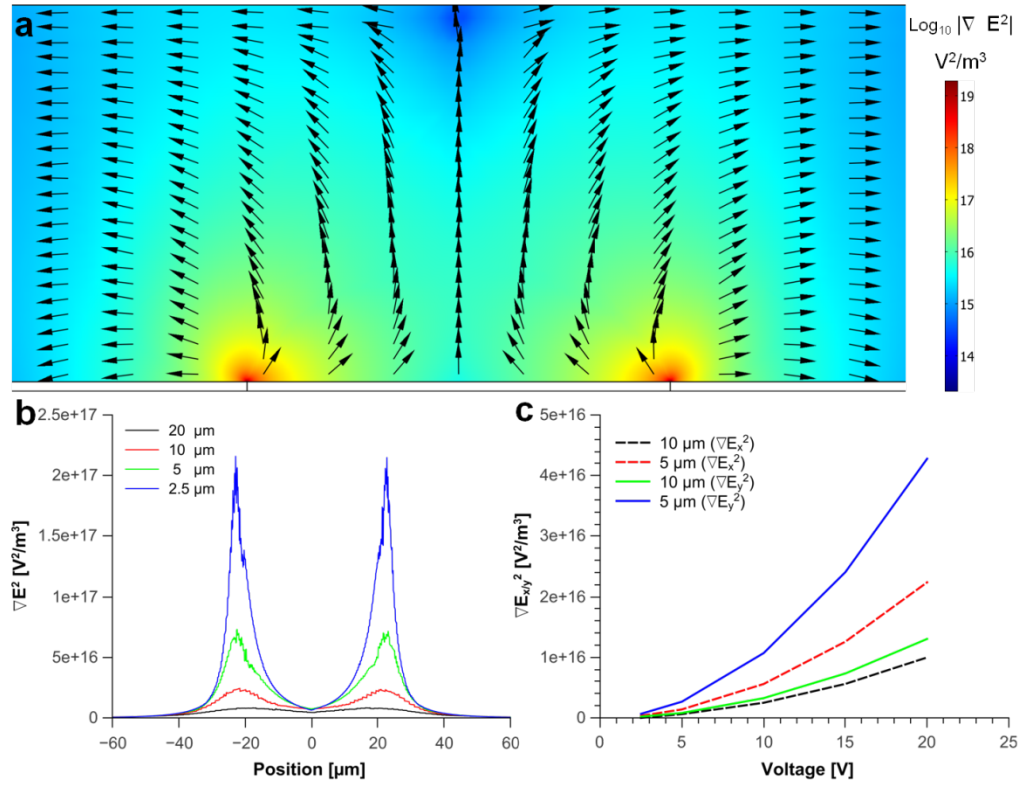 a
Log₁₀ |∇ E²|
V²/m³
19
18
17
16
15
14
b
2.5e+17
2e+17
1.5e+17
1e+17
5e+16
0
∇E² [V²/m³]
20 µm
10 µm
5 µm
2.5 µm
−60
−40
−20
0
20
40
60
Position [µm]
c
5e+16
4e+16
3e+16
2e+16
1e+16
0
∇Ex/y² [V²/m³]
10 µm (∇Ex²)
5 µm (∇Ex²)
10 µm (∇Ey²)
5 µm (∇Ey²)
0
5
10
15
20
25
Voltage [V]